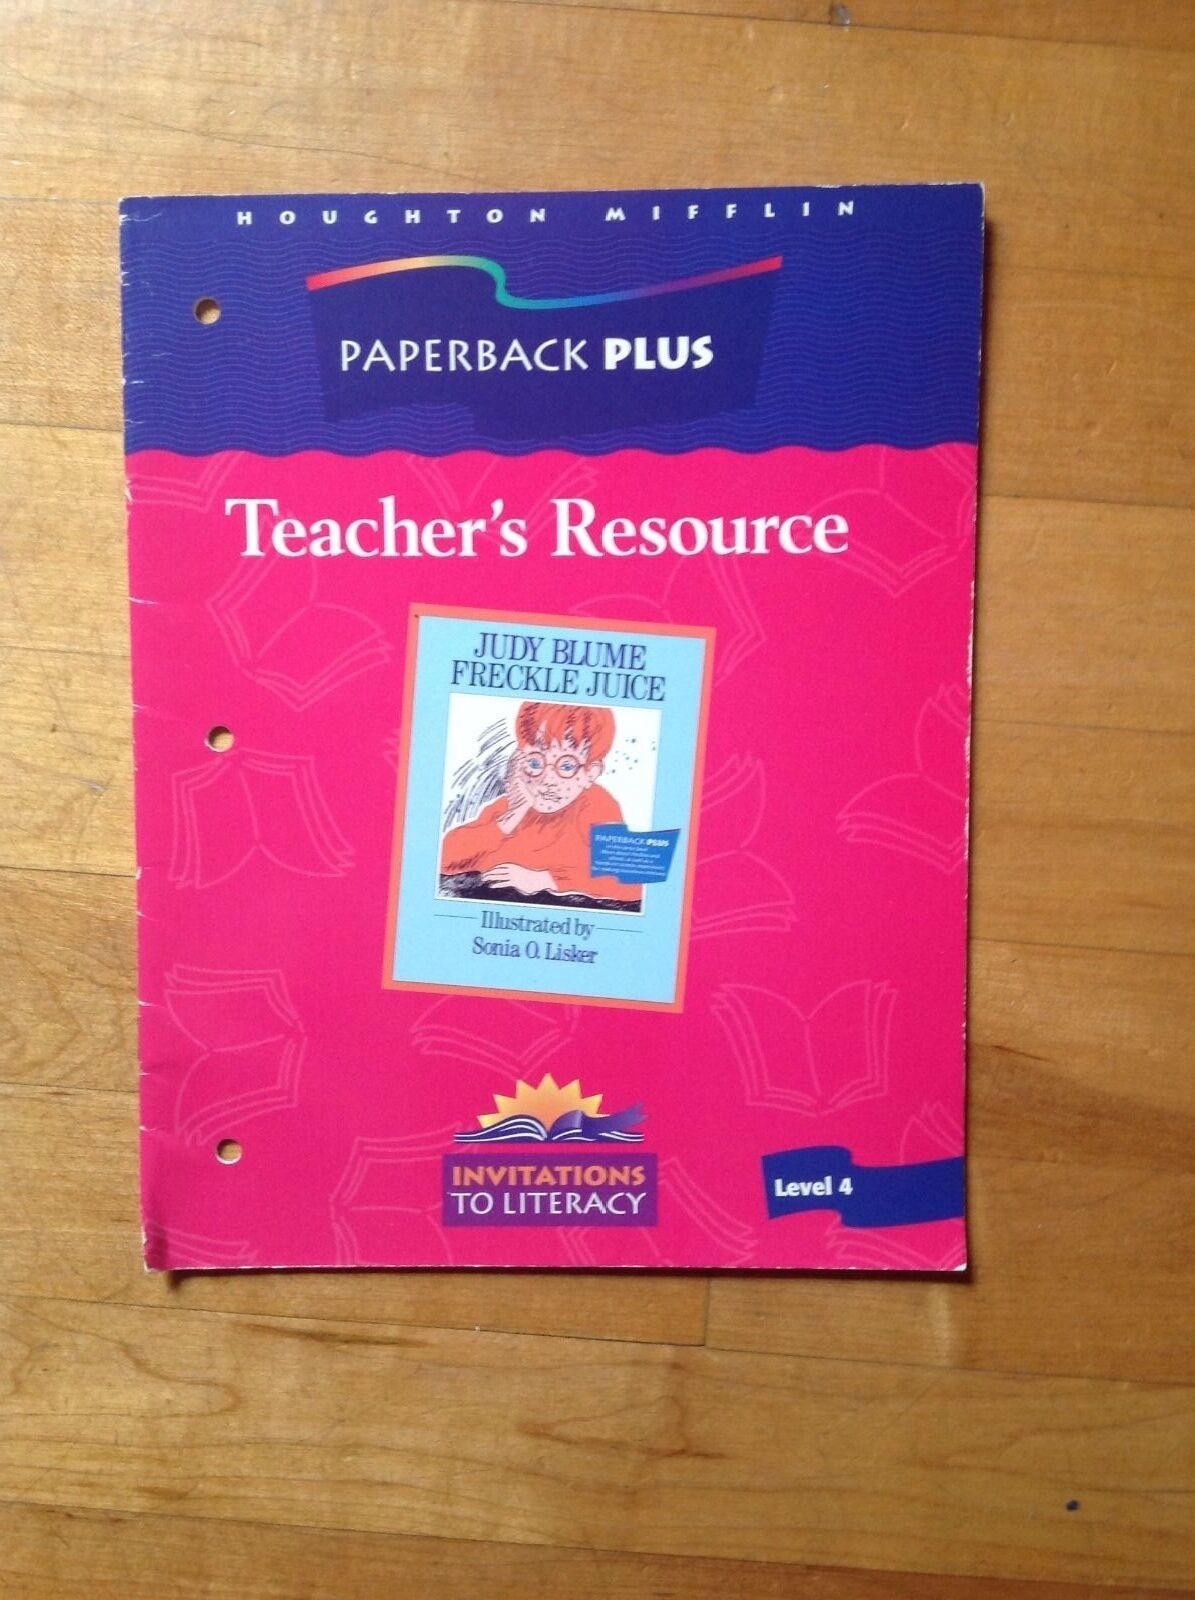 HOUGHTON MIFFLIN
PAPERBACK PLUS
Teacher's Resource
JUDY BLUME
FRECKLE JUICE
PAPERBACK PLUS
Illustrated by
Sonia O. Lisker
INVITATIONS
TO LITERACY
Level 4